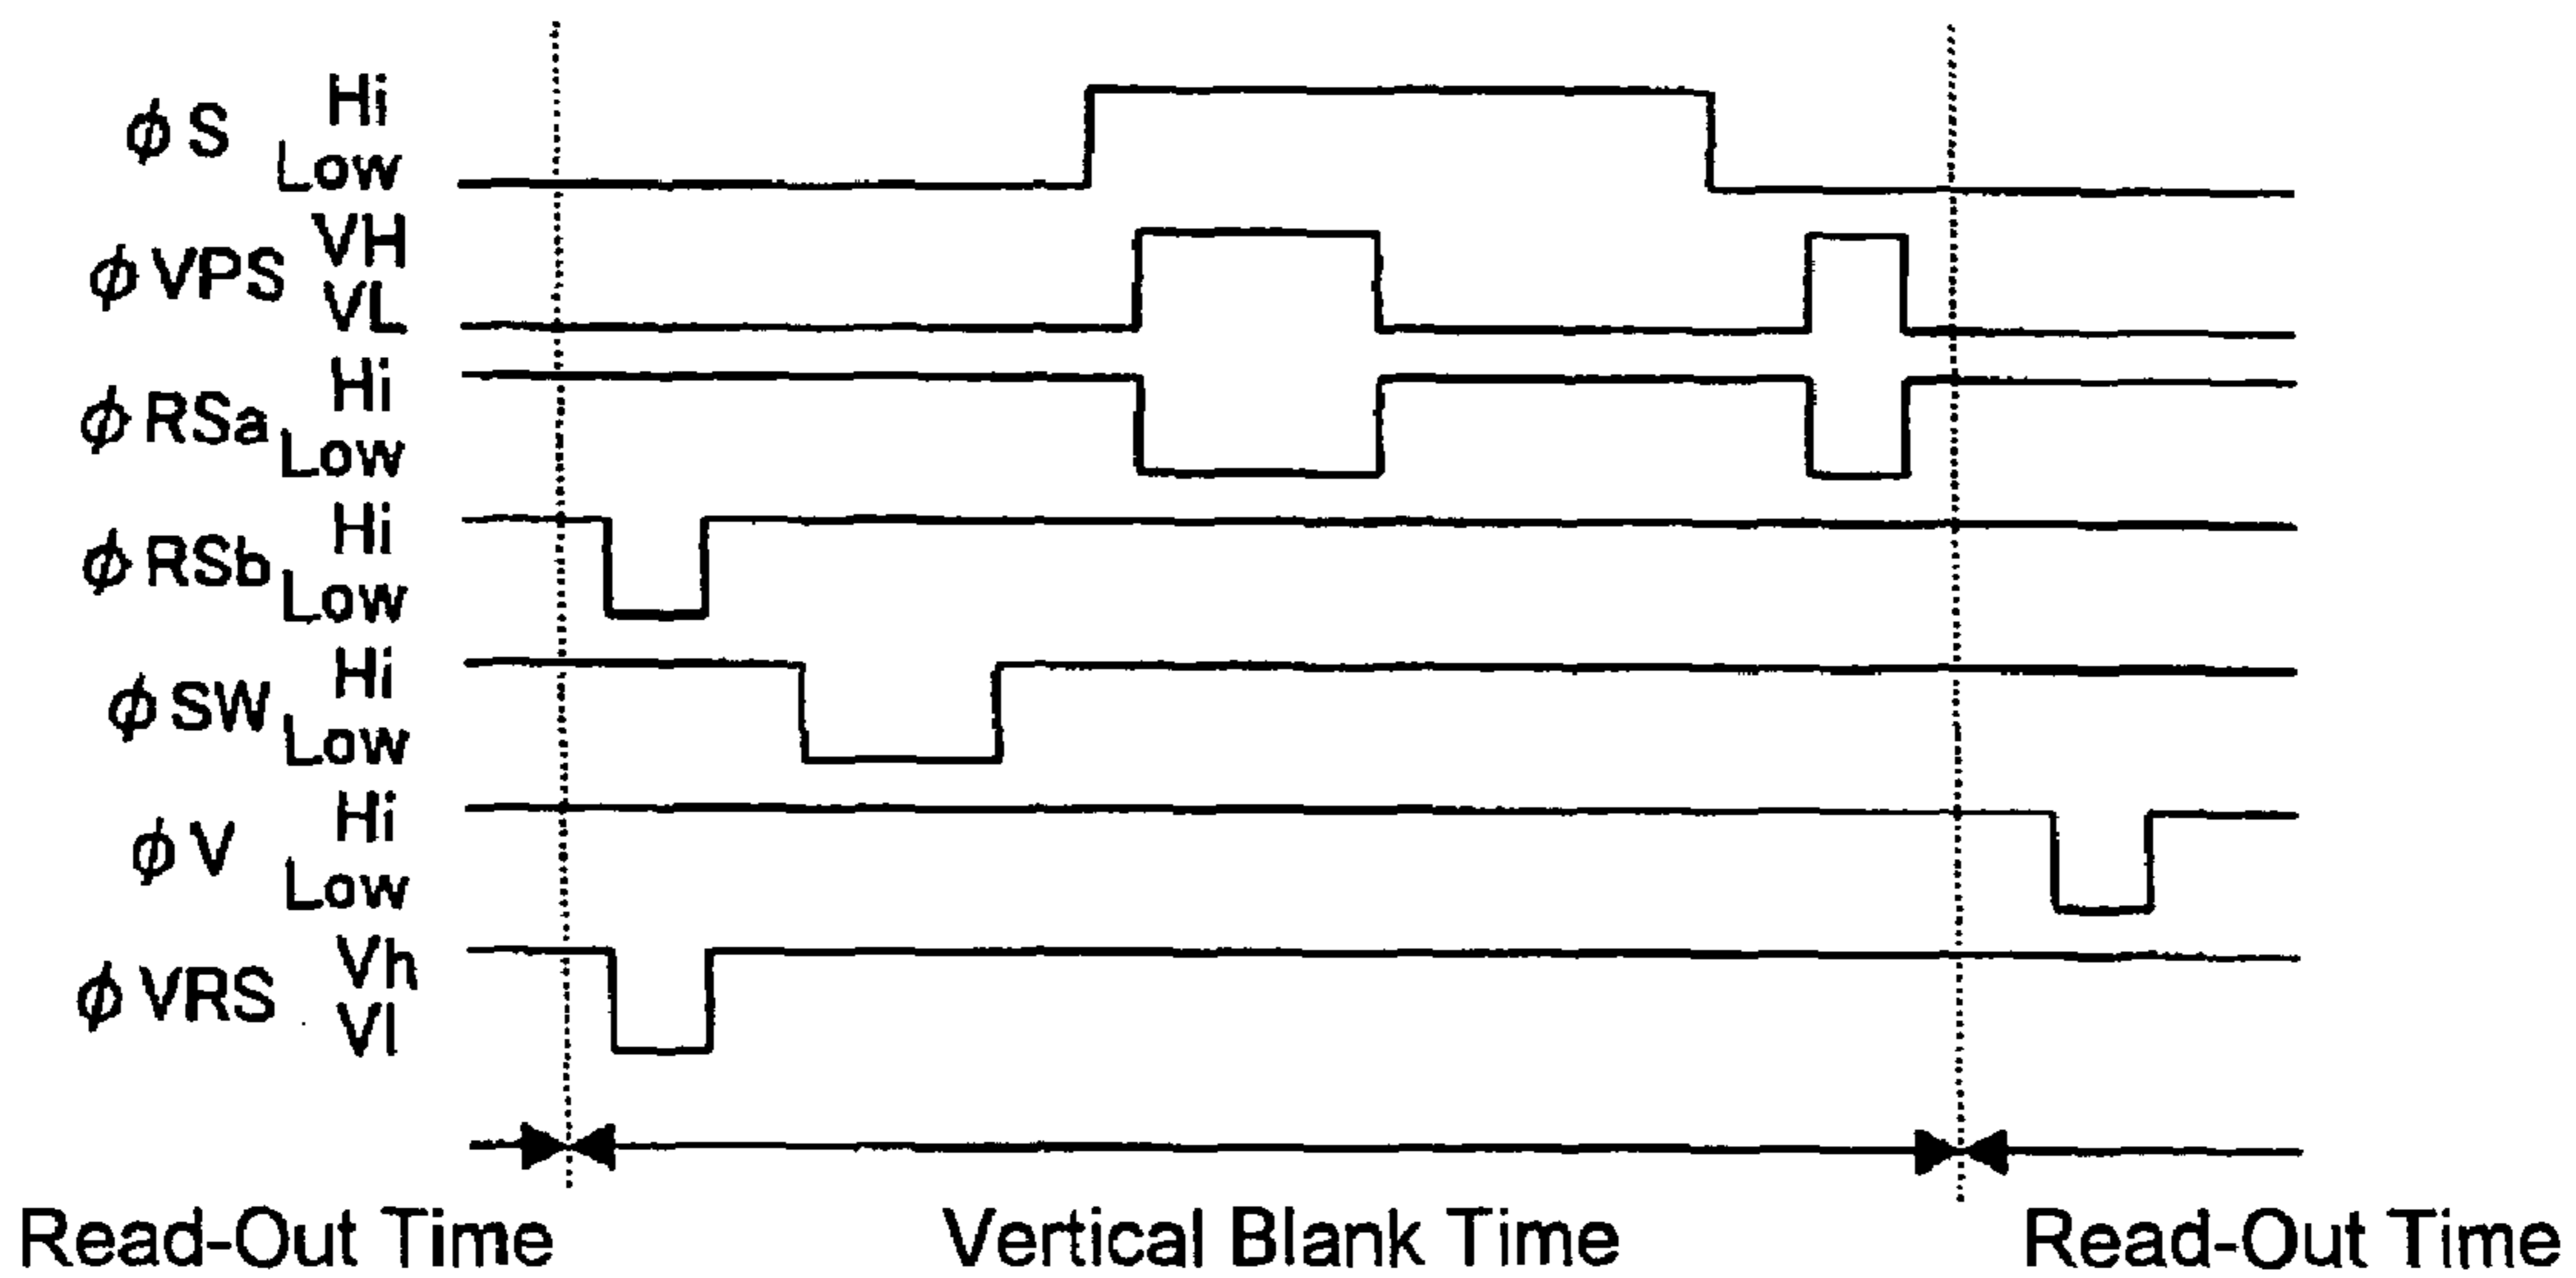 ϕS Hi
Low
ϕVPS VH
VL
ϕRSa Hi
Low
ϕRSb Hi
Low
ϕSW Hi
Low
ϕV Hi
Low
ϕVRS Vh
Vl
Read-Out Time Vertical Blank Time Read-Out Time